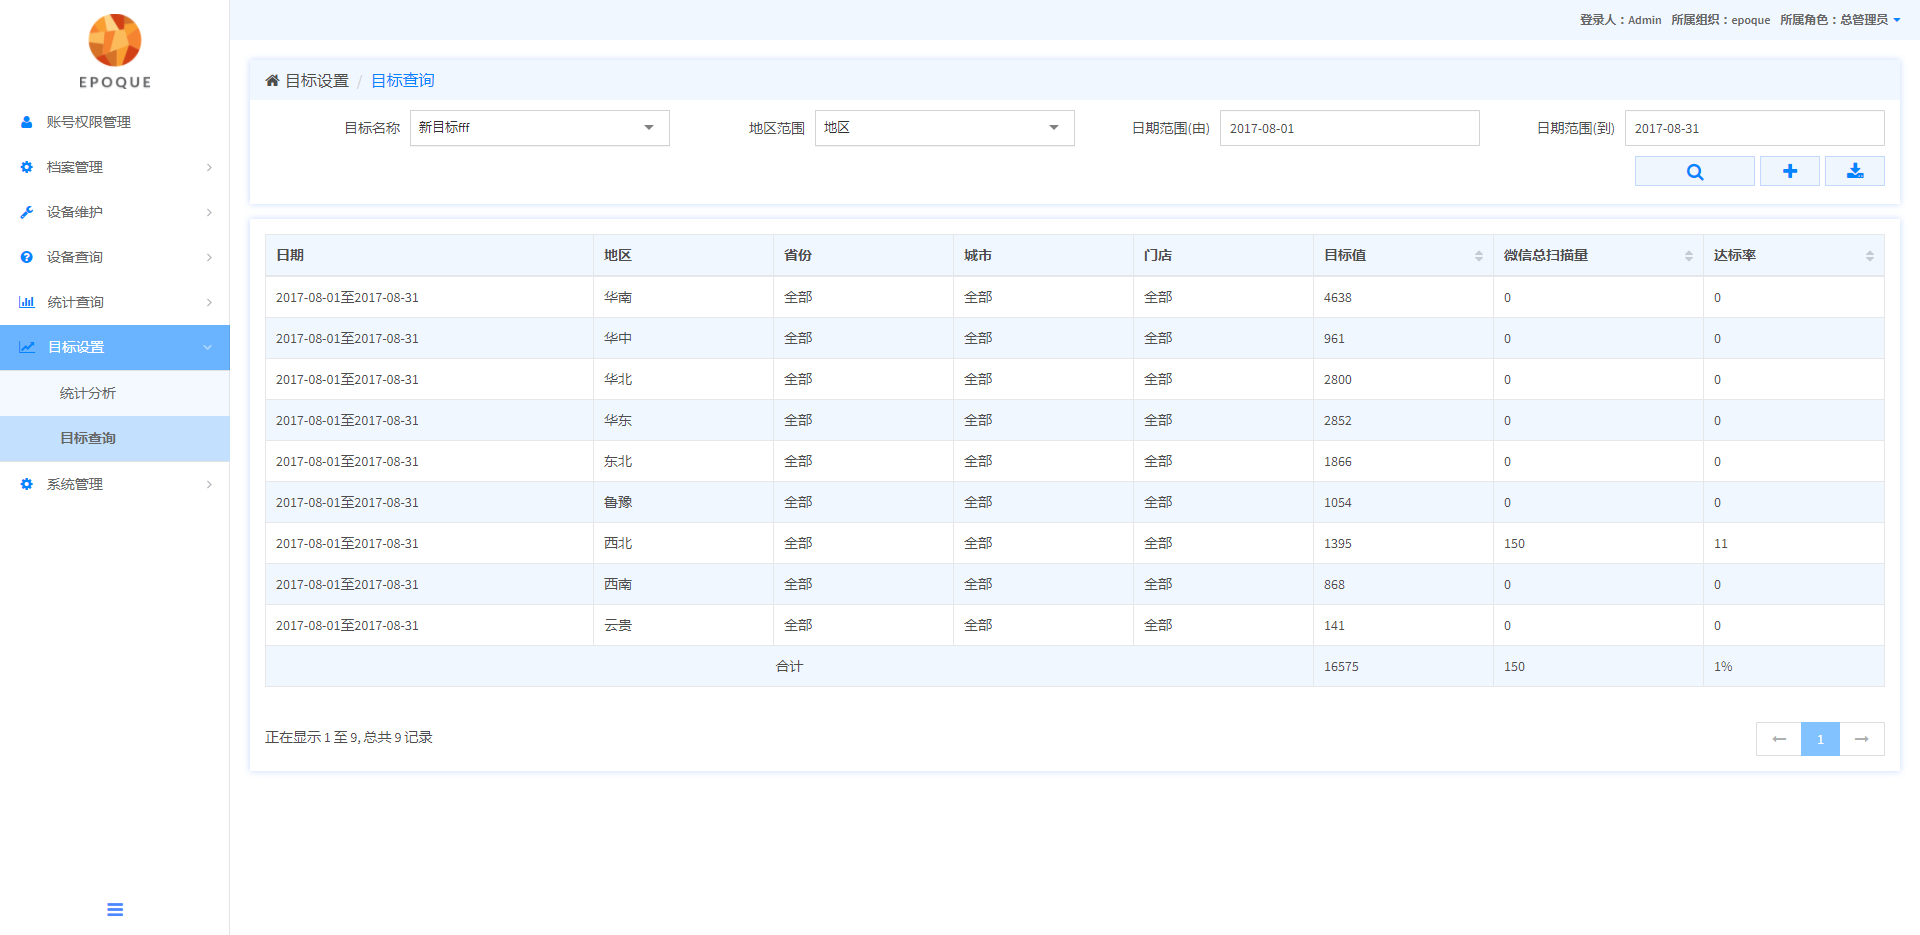 登录人：Admin 所属组织：epoque 所属角色：总管理员
EPOQUE
账号权限管理
档案管理
设备维护
设备查询
统计查询
目标设置
统计分析
目标查询
系统管理
目标设置 / 目标查询
目标名称 新目标fff 地区范围 地区 日期范围(由) 2017-08-01 日期范围(到) 2017-08-31
日期 地区 省份 城市 门店 目标值 微信总扫描量 达标率
2017-08-01至2017-08-31 华南 全部 全部 全部 4638 0 0
2017-08-01至2017-08-31 华中 全部 全部 全部 961 0 0
2017-08-01至2017-08-31 华北 全部 全部 全部 2800 0 0
2017-08-01至2017-08-31 华东 全部 全部 全部 2852 0 0
2017-08-01至2017-08-31 东北 全部 全部 全部 1866 0 0
2017-08-01至2017-08-31 鲁豫 全部 全部 全部 1054 0 0
2017-08-01至2017-08-31 西北 全部 全部 全部 1395 150 11
2017-08-01至2017-08-31 西南 全部 全部 全部 868 0 0
2017-08-01至2017-08-31 云贵 全部 全部 全部 141 0 0
合计 16575 150 1%
正在显示 1 至 9, 总共 9 记录
← 1 →